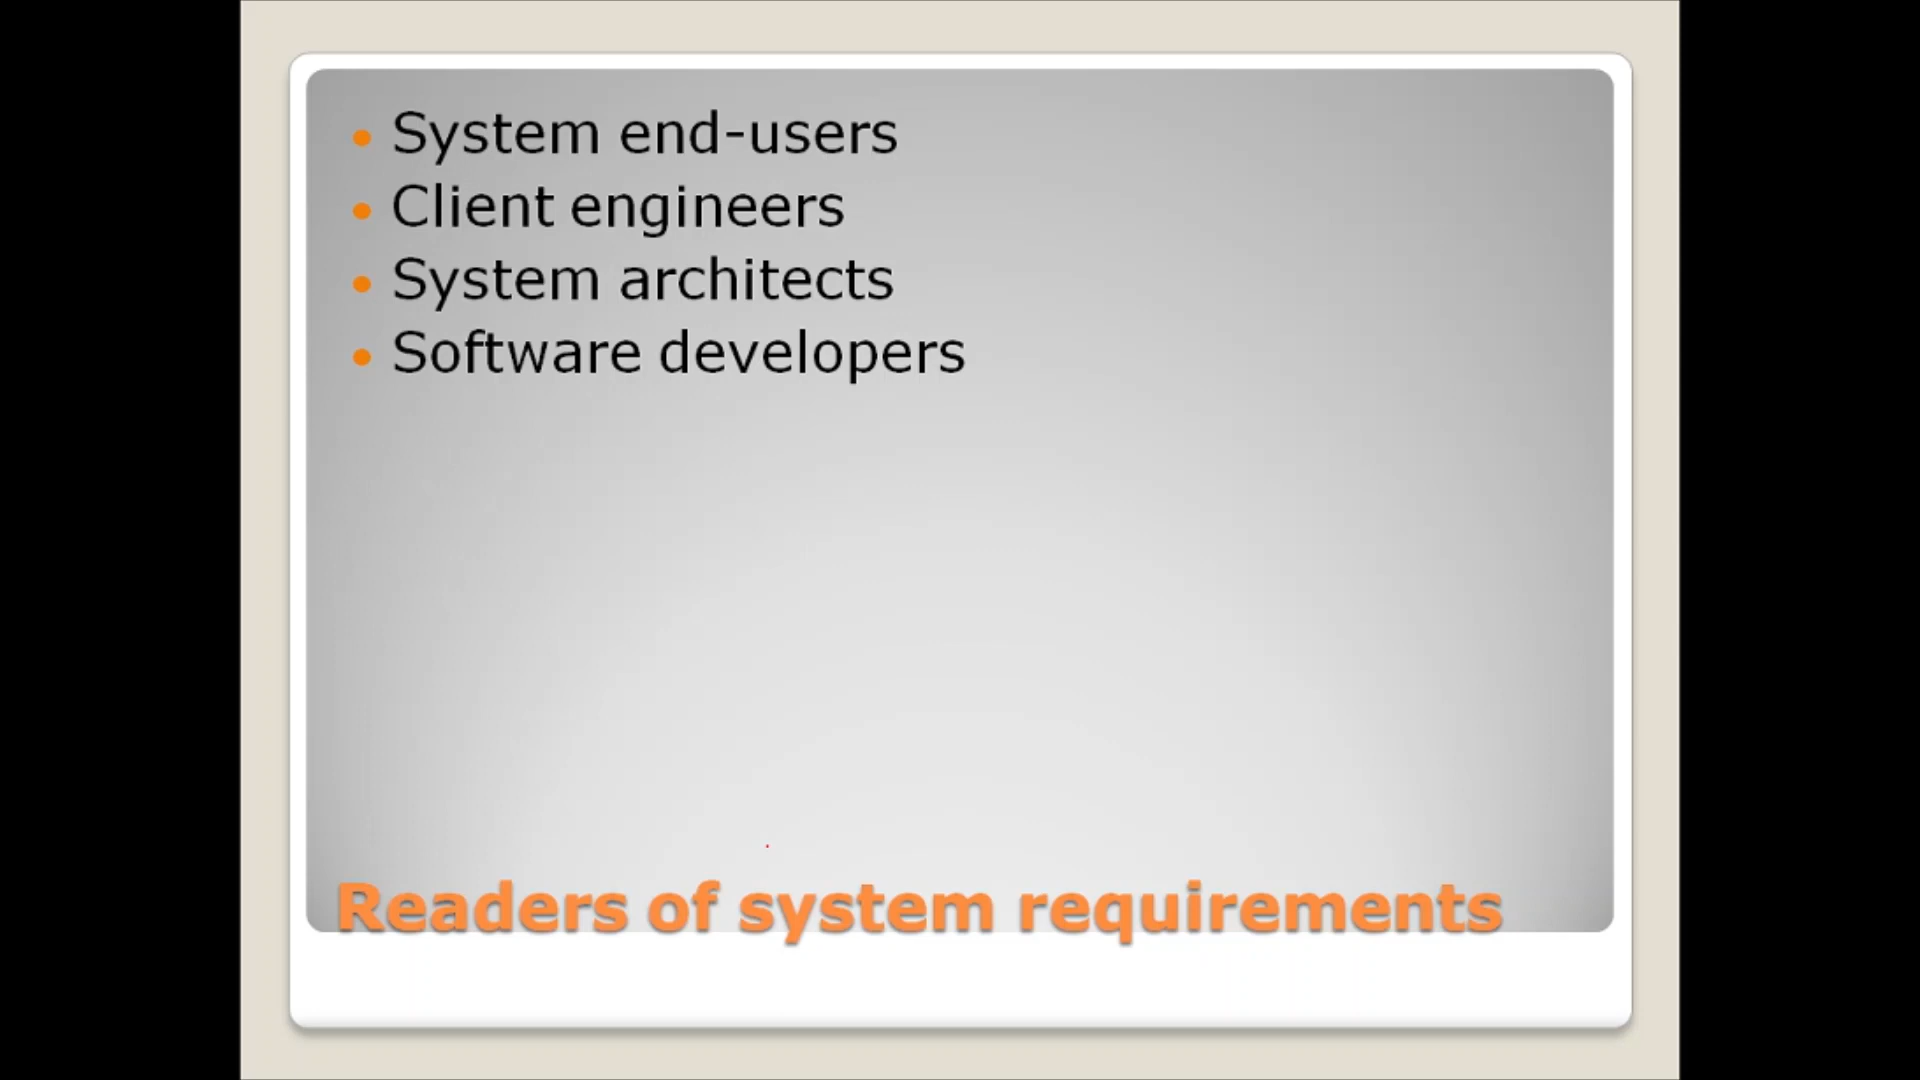 System end-users
Client engineers
System architects
Software developers
Readers of system requirements